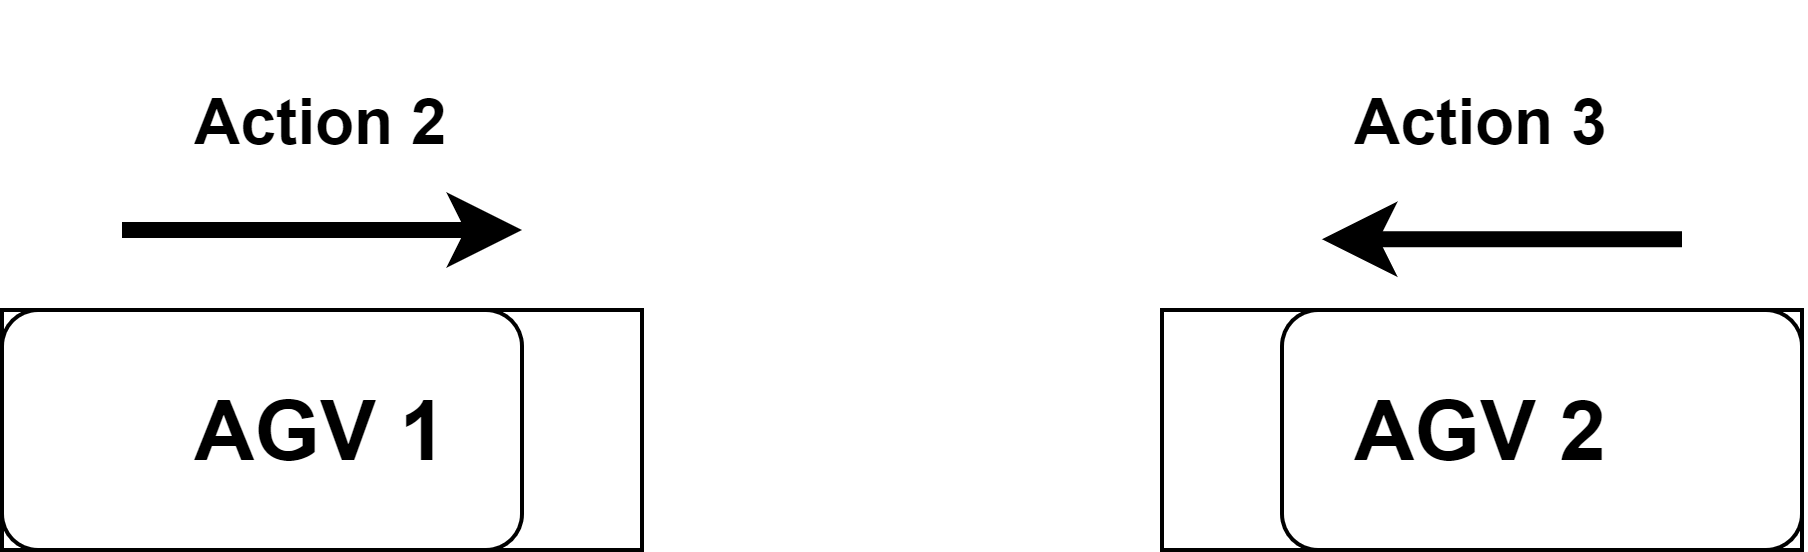 Action 2
Action 3
AGV 1
AGV 2